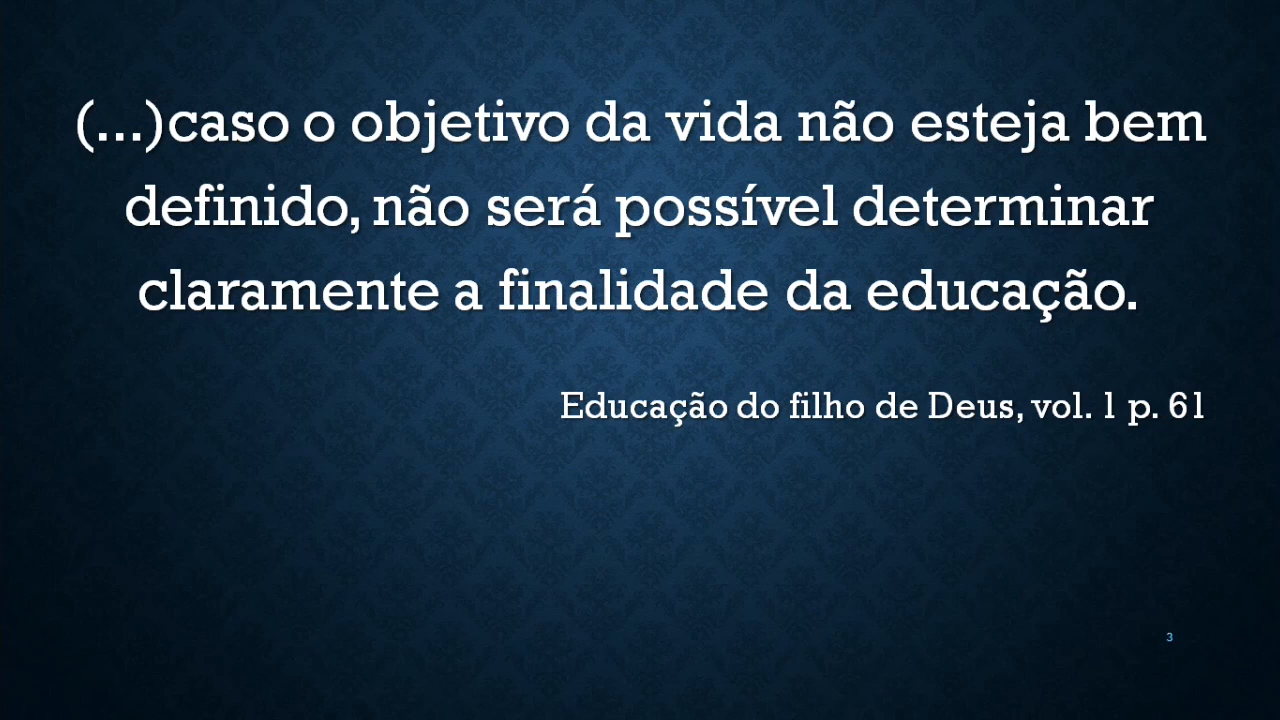 (...)caso o objetivo da vida não esteja bem
definido, não será possível determinar
claramente a finalidade da educação.
Educação do filho de Deus, vol. 1 p. 61
3